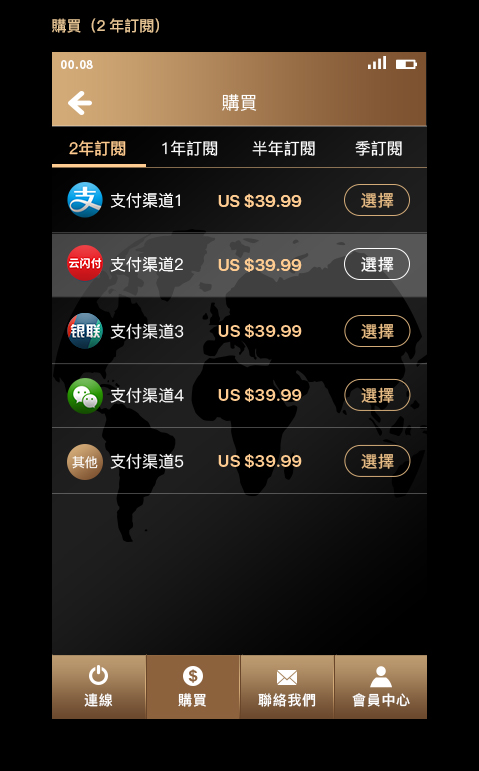 購買（2 年訂閱）
00.08
購買
2年訂閱 1年訂閱 半年訂閱 季訂閱
支 支付渠道1 US $39.99 選擇
云闪付 支付渠道2 US $39.99 選擇
银联 支付渠道3 US $39.99 選擇
支付渠道4 US $39.99 選擇
其他 支付渠道5 US $39.99 選擇
$
連線 購買 聯絡我們 會員中心